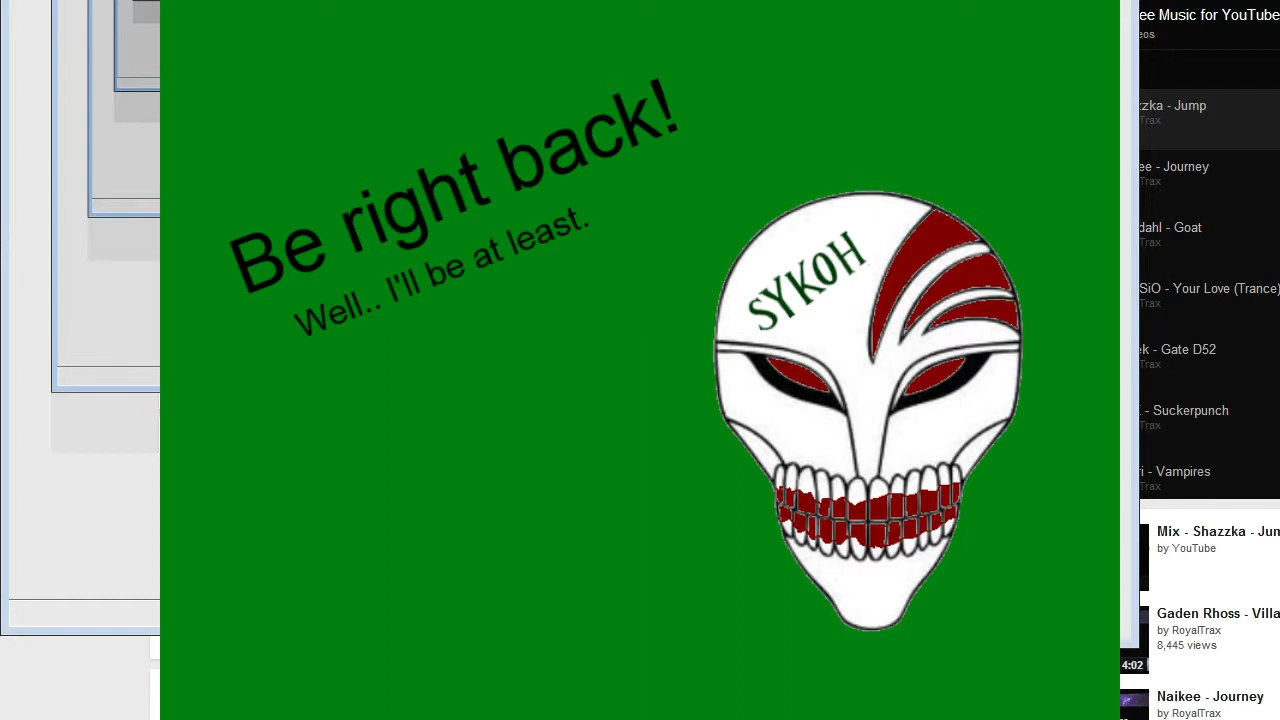 Be right back!
Well.. I'll be at least.
SYKOH
ee Music for YouTube
eos
zka - Jump
Trax
ee - Journey
Trax
dahl - Goat
Trax
SiO - Your Love (Trance)
Trax
k - Gate D52
Trax
- Suckerpunch
Trax
i - Vampires
Trax
Mix - Shazzka - Jum
by YouTube
Gaden Rhoss - Villa
by RoyalTrax
8,445 views
4:02
Naikee - Journey
by RoyalTrax